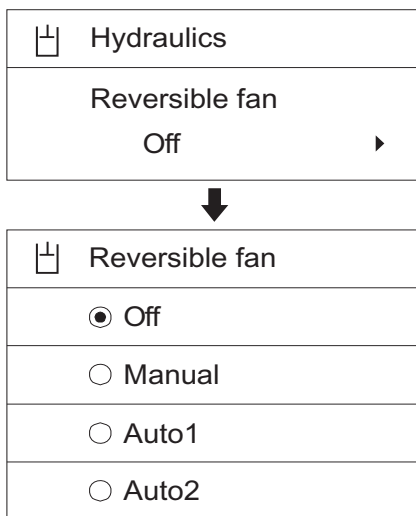 Hydraulics
Reversible fan
Off
Reversible fan
Off
Manual
Auto1
Auto2